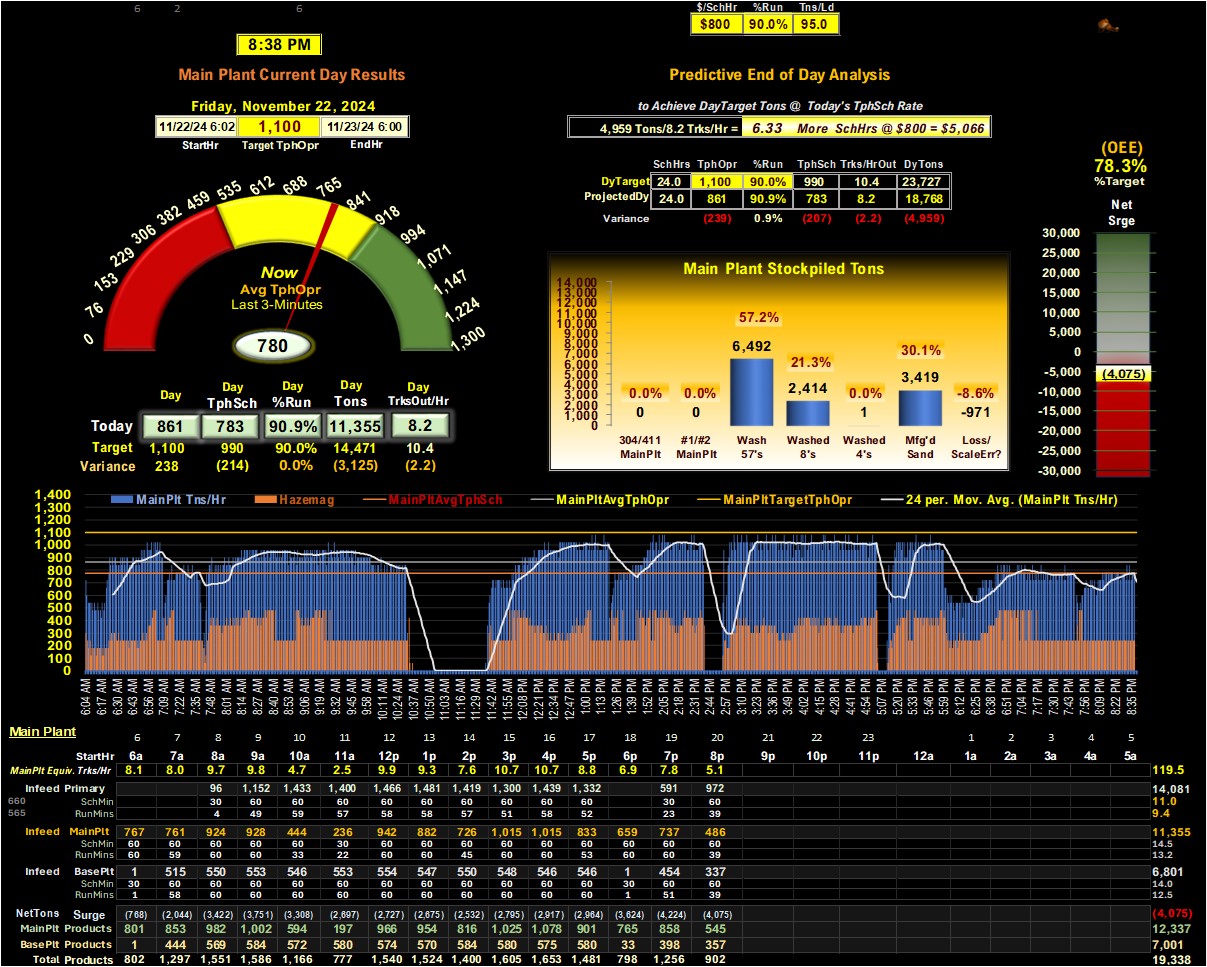 6 2 6
$/SchHr %Run Tns/Ld
$800 90.0% 95.0
8:38 PM
Main Plant Current Day Results
Friday, November 22, 2024
11/22/24 6:02 1,100 11/23/24 6:00
StartHr Target TphOpr EndHr
0 76 153 229 306 382 459 535 612 688 765 841 918 994 1,071 1,147 1,224 1,300
Now
Avg TphOpr
Last 3-Minutes
780
Day Day TphSch Day %Run Day Tons Day TrksOut/Hr
Today 861 783 90.9% 11,355 8.2
Target 1,100 990 90.0% 14,471 10.4
Variance 238 (214) 0.0% (3,125) (2.2)
Predictive End of Day Analysis
to Achieve DayTarget Tons @ Today's TphSch Rate
4,959 Tons/8.2 Trks/Hr = 6.33 More SchHrs @ $800 = $5,066
SchHrs TphOpr %Run TphSch Trks/HrOut DyTons
DyTarget 24.0 1,100 90.0% 990 10.4 23,727
ProjectedDy 24.0 861 90.9% 783 8.2 18,768
Variance (239) 0.9% (207) (2.2) (4,959)
Main Plant Stockpiled Tons
14,000
13,000
12,000
11,000
10,000
9,000
8,000
7,000
6,000
5,000
4,000
3,000
2,000
1,000
0
0.0% 0.0% 57.2% 21.3% 0.0% 30.1% -8.6%
0 0 6,492 2,414 1 3,419 -971
304/411 #1/#2 Wash Washed Washed Mfg'd Loss/
MainPlt MainPlt 57's 8's 4's Sand ScaleErr?
(OEE)
78.3%
%Target
Net
Srge
30,000
25,000
20,000
15,000
10,000
5,000
0
-5,000
-10,000
-15,000
-20,000
-25,000
-30,000
(4,075)
MainPlt Tns/Hr Hazemag MainPltAvgTphSch MainPltAvgTphOpr MainPltTargetTphOpr 24 per. Mov. Avg. (MainPlt Tns/Hr)
1,400
1,300
1,200
1,100
1,000
900
800
700
600
500
400
300
200
100
0
6:04 AM 6:17 AM 6:30 AM 6:43 AM 6:56 AM 7:09 AM 7:22 AM 7:35 AM 7:48 AM 8:01 AM 8:14 AM 8:27 AM 8:40 AM 8:53 AM 9:06 AM 9:19 AM 9:32 AM 9:45 AM 9:58 AM 10:11 AM 10:24 AM 10:37 AM 10:50 AM 11:03 AM 11:16 AM 11:29 AM 11:42 AM 11:55 AM 12:08 PM 12:21 PM 12:34 PM 12:47 PM 1:00 PM 1:13 PM 1:26 PM 1:39 PM 1:52 PM 2:05 PM 2:18 PM 2:31 PM 2:44 PM 2:57 PM 3:10 PM 3:23 PM 3:36 PM 3:49 PM 4:02 PM 4:15 PM 4:28 PM 4:41 PM 4:54 PM 5:07 PM 5:20 PM 5:33 PM 5:46 PM 5:59 PM 6:12 PM 6:25 PM 6:38 PM 6:51 PM 7:04 PM 7:17 PM 7:30 PM 7:43 PM 7:56 PM 8:09 PM 8:22 PM 8:35 PM
Main Plant
6 7 8 9 10 11 12 13 14 15 16 17 18 19 20 21 22 23 1 2 3 4 5
StartHr 6a 7a 8a 9a 10a 11a 12p 1p 2p 3p 4p 5p 6p 7p 8p 9p 10p 11p 12a 1a 2a 3a 4a 5a
MainPlt Equiv. Trks/Hr 8.1 8.0 9.7 9.8 4.7 2.5 9.9 9.3 7.6 10.7 10.7 8.8 6.9 7.8 5.1 119.5
Infeed Primary 96 1,152 1,433 1,400 1,466 1,481 1,419 1,300 1,439 1,332 591 972 14,081
660 SchMin 30 60 60 60 60 60 60 60 60 60 30 60 11.0
565 RunMins 4 49 59 57 58 58 57 51 58 52 23 39 9.4
Infeed MainPlt 767 761 924 928 444 236 942 882 726 1,015 1,015 833 659 737 486 11,355
SchMin 60 60 60 60 60 30 60 60 60 60 60 60 60 60 60 14.5
RunMins 60 59 60 60 33 22 60 60 45 60 60 53 60 60 39 13.2
Infeed BasePlt 1 515 550 553 546 553 554 547 550 548 546 546 1 454 337 6,801
SchMin 30 60 60 60 60 60 60 60 60 60 60 60 30 60 60 14.0
RunMins 1 58 60 60 60 60 60 60 60 60 60 60 1 51 39 12.5
NetTons Surge (768) (2,044) (3,422) (3,751) (3,308) (2,697) (2,727) (2,675) (2,532) (2,795) (2,917) (2,964) (3,624) (4,224) (4,075) (4,075)
MainPlt Products 801 853 982 1,002 594 197 966 954 816 1,025 1,078 901 765 858 545 12,337
BasePlt Products 1 444 569 584 572 580 574 570 584 580 575 580 33 398 357 7,001
Total Products 802 1,297 1,551 1,586 1,166 777 1,540 1,524 1,400 1,605 1,653 1,481 798 1,256 902 19,338